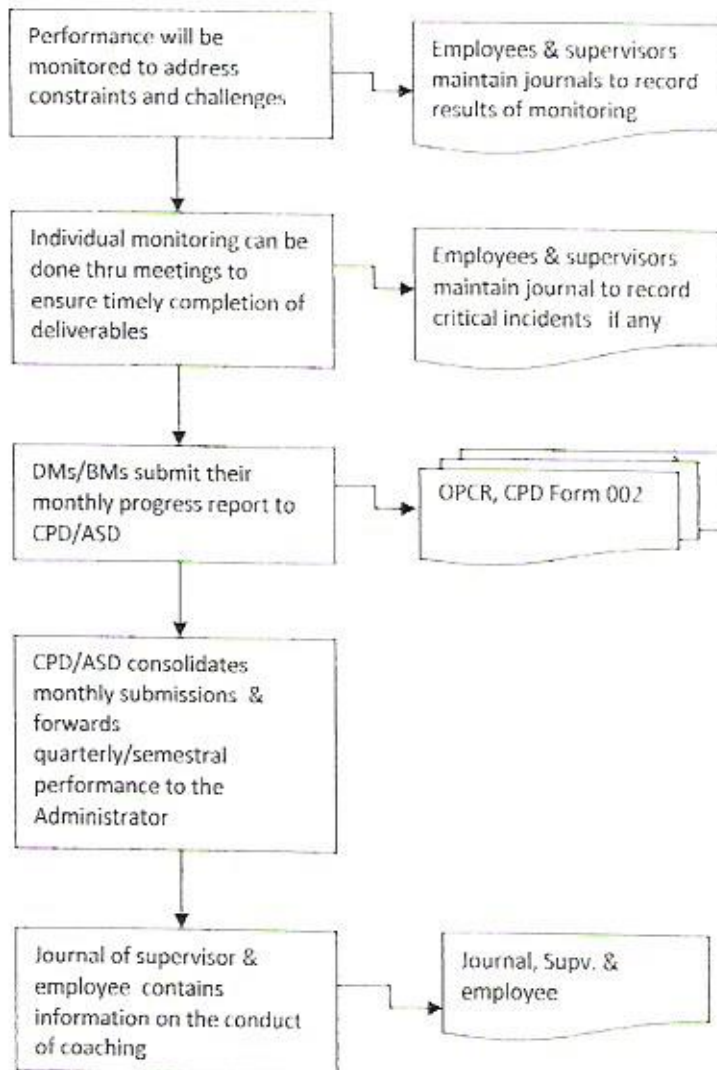 Performance will be
monitored to address
constraints and challenges
Employees & supervisors
maintain journals to record
results of monitoring
Individual monitoring can be
done thru meetings to
ensure timely completion of
deliverables
Employees & supervisors
maintain journal to record
critical incidents if any
DMs/BMs submit their
monthly progress report to
CPD/ASD
OPCR, CPD Form 002
CPD/ASD consolidates
monthly submissions &
forwards
quarterly/semestral
performance to the
Administrator
Journal of supervisor &
employee contains
information on the conduct
of coaching
Journal, Supv. &
employee